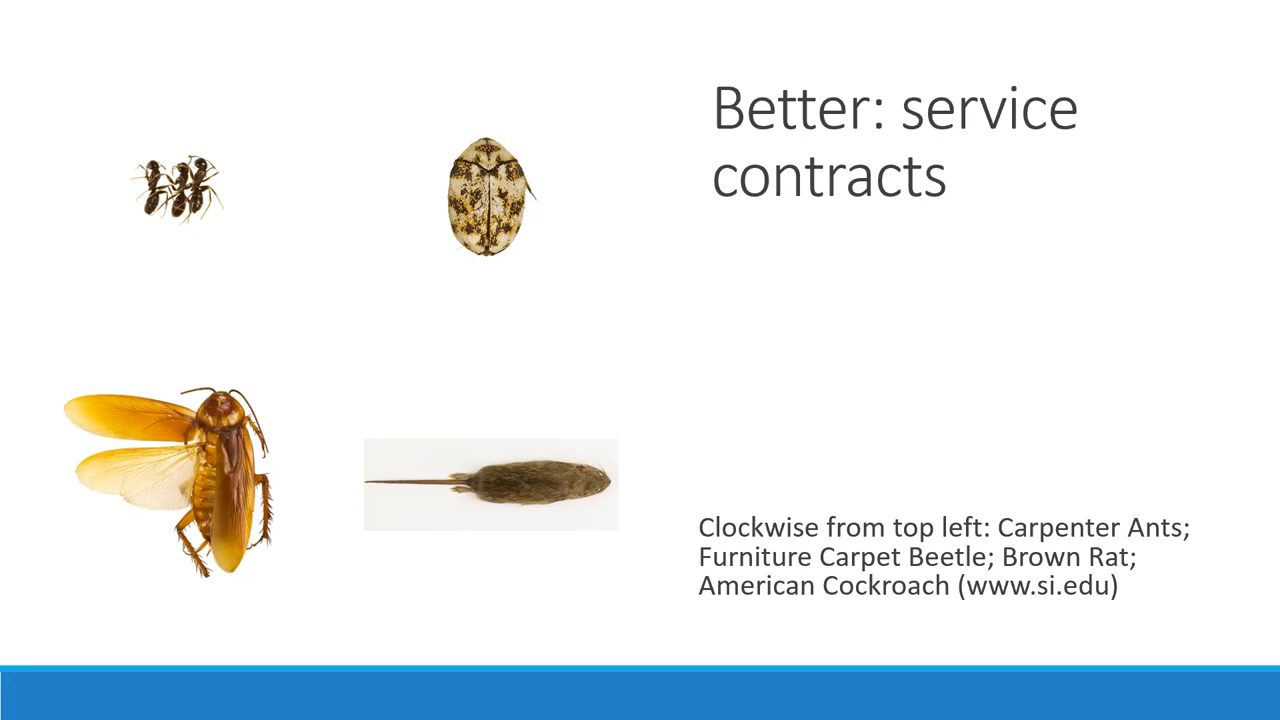 Better: service
contracts
Clockwise from top left: Carpenter Ants;
Furniture Carpet Beetle; Brown Rat;
American Cockroach (www.si.edu)